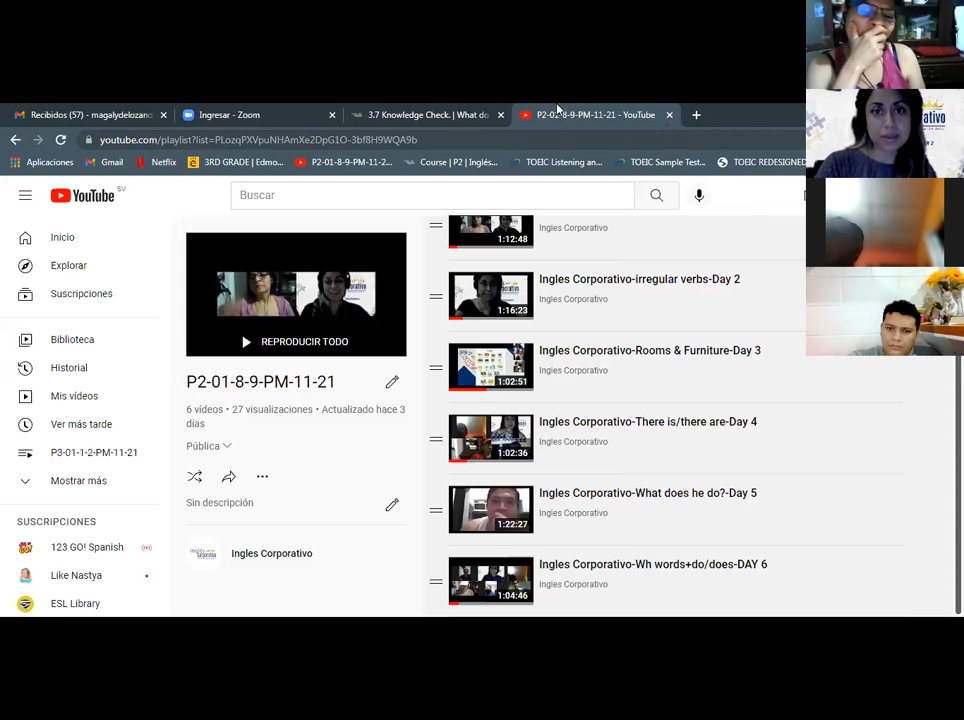 Recibidos (57) - magalydelozano
Ingresar - Zoom
3.7 Knowledge Check. | What do
P2-01-8-9-PM-11-21 - YouTube
youtube.com/playlist?list=PLozqPXVpuNHAmXe2DpG1O-3bf8H9WQA9b
Aplicaciones
Gmail
Netflix
3RD GRADE | Edmo...
P2-01-8-9-PM-11-2...
Course | P2 | Inglés...
TOEIC Listening an...
TOEIC Sample Test...
TOEIC REDESIGNED
YouTube SV
Buscar
Inicio
Explorar
Suscripciones
Biblioteca
Historial
Mis vídeos
Ver más tarde
P3-01-1-2-PM-11-21
Mostrar más
SUSCRIPCIONES
123 GO! Spanish
Like Nastya
ESL Library
REPRODUCIR TODO
P2-01-8-9-PM-11-21
6 vídeos • 27 visualizaciones • Actualizado hace 3
días
Pública
Sin descripción
Ingles Corporativo
1:12:48
Ingles Corporativo
Ingles Corporativo-irregular verbs-Day 2
Ingles Corporativo
1:16:23
Ingles Corporativo-Rooms & Furniture-Day 3
Ingles Corporativo
1:02:51
Ingles Corporativo-There is/there are-Day 4
Ingles Corporativo
1:02:36
Ingles Corporativo-What does he do?-Day 5
Ingles Corporativo
1:22:27
Ingles Corporativo-Wh words+do/does-DAY 6
Ingles Corporativo
1:04:46